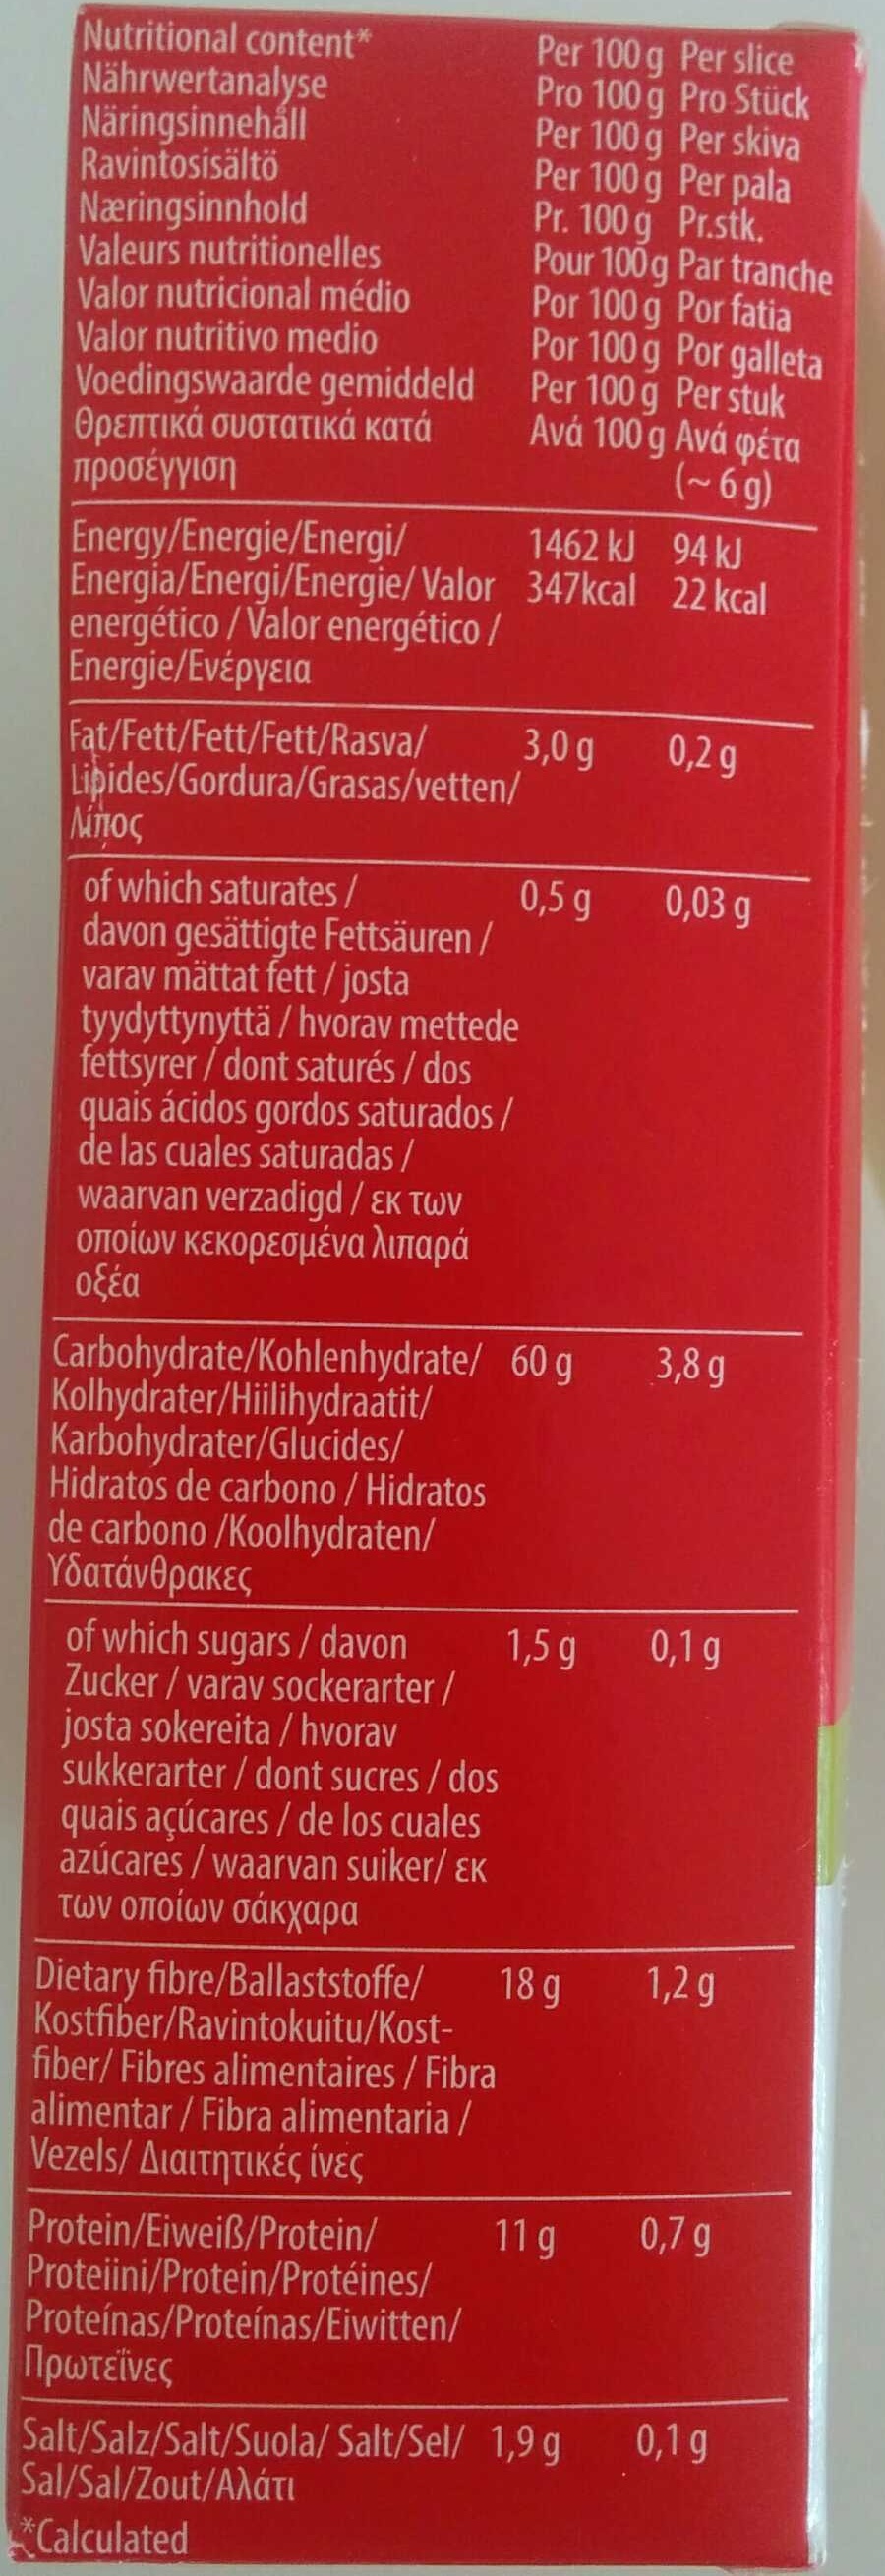 Nutritional content* Per 100 g Per slice
Nährwertanalyse Pro 100 g Pro Stück
Näringsinnehåll Per 100 g Per skiva
Ravintosisältö Per 100 g Per pala
Næringsinnhold Pr. 100 g Pr.stk.
Valeurs nutritionelles Pour 100g Par tranche
Valor nutricional médio Por 100 g Por fatia
Valor nutritivo medio Por 100 g Por galleta
Voedingswaarde gemiddeld Per 100 g Per stuk
Θρεπτικά συστατικά κατά Ανά 100 g Ανά φέτα
προσέγγιση (~ 6 g)
Energy/Energie/Energi/ 1462 kJ 94 kJ
Energia/Energi/Energie/ Valor 347kcal 22 kcal
energético / Valor energético /
Energie/Ενέργεια
Fat/Fett/Fett/Fett/Rasva/ 3,0 g 0,2 g
Lipides/Gordura/Grasas/vetten/
Λίπος
of which saturates / 0,5 g 0,03 g
davon gesättigte Fettsäuren /
varav mättat fett / josta
tyydyttynyttä / hvorav mettede
fettsyrer / dont saturés / dos
quais ácidos gordos saturados /
de las cuales saturadas /
waarvan verzadigd / εκ των
οποίων κεκορεσμένα λιπαρά
οξέα
Carbohydrate/Kohlenhydrate/ 60 g 3,8 g
Kolhydrater/Hiilihydraatit/
Karbohydrater/Glucides/
Hidratos de carbono / Hidratos
de carbono /Koolhydraten/
Υδατάνθρακες
of which sugars / davon 1,5 g 0,1 g
Zucker / varav sockerarter /
josta sokereita / hvorav
sukkerarter / dont sucres / dos
quais açúcares / de los cuales
azúcares / waarvan suiker/ εκ
των οποίων σάκχαρα
Dietary fibre/Ballaststoffe/ 18 g 1,2 g
Kostfiber/Ravintokuitu/Kost-
fiber/ Fibres alimentaires / Fibra
alimentar / Fibra alimentaria /
Vezels/ Διαιτητικές ίνες
Protein/Eiweiß/Protein/ 11 g 0,7 g
Proteiini/Protein/Protéines/
Proteínas/Proteínas/Eiwitten/
Πρωτεΐνες
Salt/Salz/Salt/Suola/ Salt/Sel/ 1,9 g 0,1 g
Sal/Sal/Zout/Αλάτι
*Calculated